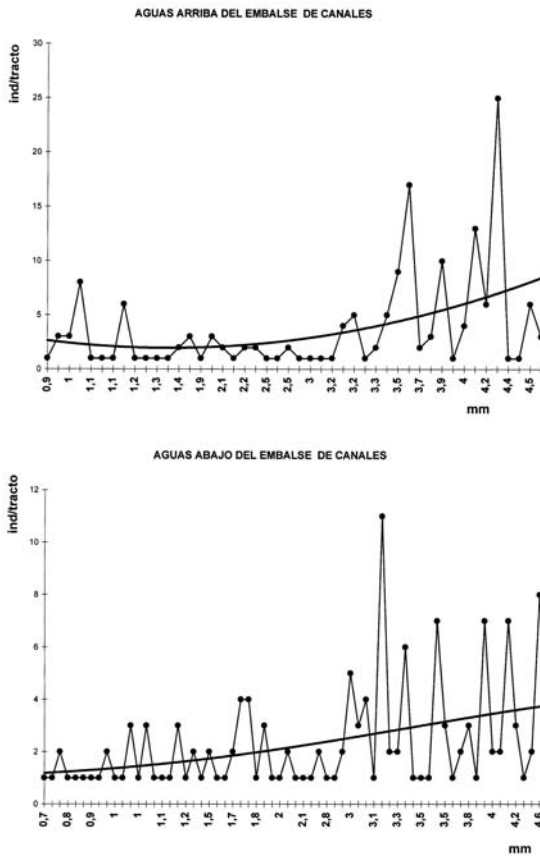 AGUAS ARRIBA DEL EMBALSE DE CANALES
ind/tracto
30
25
20
15
10
5
0
0,9 1 1,1 1,1 1,2 1,3 1,4 1,9 2,1 2,2 2,5 2,5 3 3,2 3,2 3,3 3,5 3,7 3,9 4 4,2 4,4 4,5
mm
AGUAS ABAJO DEL EMBALSE DE CANALES
ind/tracto
12
10
8
6
4
2
0
0,7 0,8 0,9 1 1 1,1 1,2 1,5 1,7 1,8 2 2,1 2,8 3 3,1 3,3 3,5 3,5 3,8 4 4,2 4,6
mm